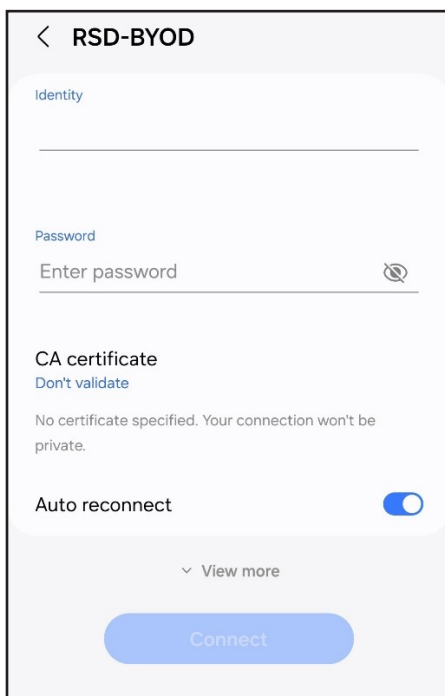 RSD-BYOD
Identity
Password
Enter password
CA certificate
Don't validate
No certificate specified. Your connection won't be
private.
Auto reconnect
View more
Connect